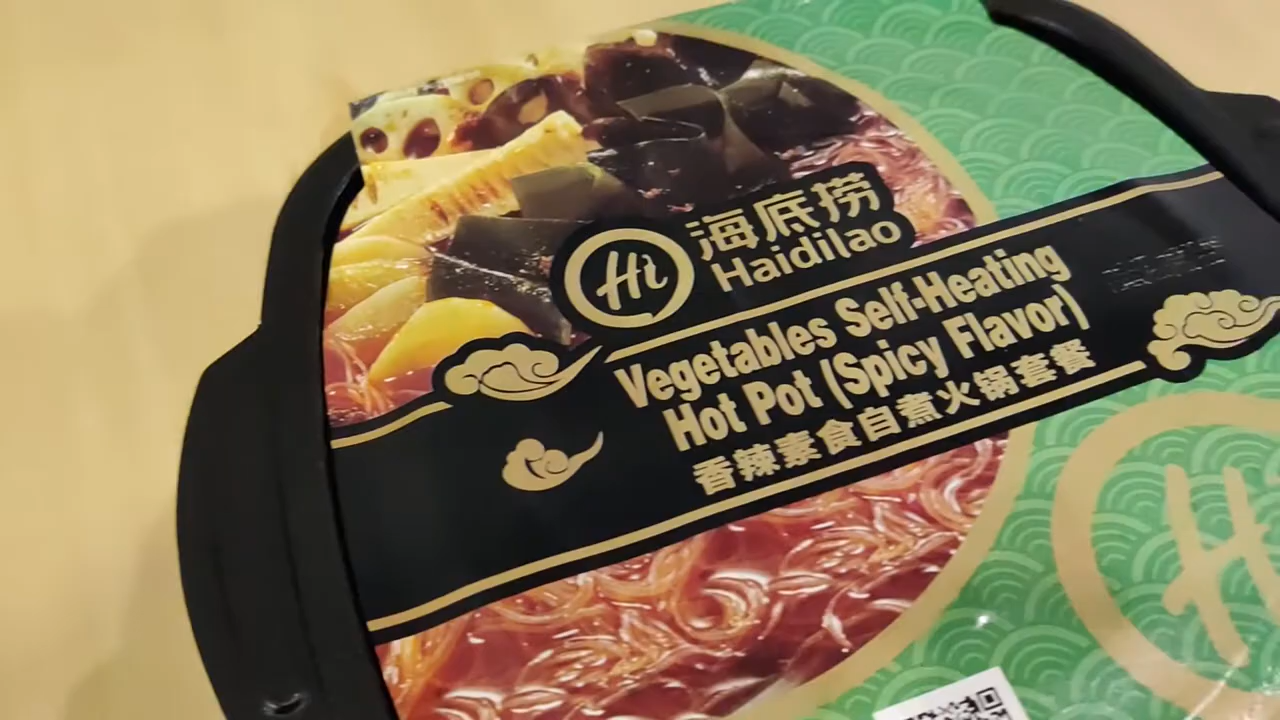 海底捞
Hi
Haidilao
Vegetables Self-Heating
Hot Pot (Spicy Flavor)
香辣素食自煮火锅套餐
H